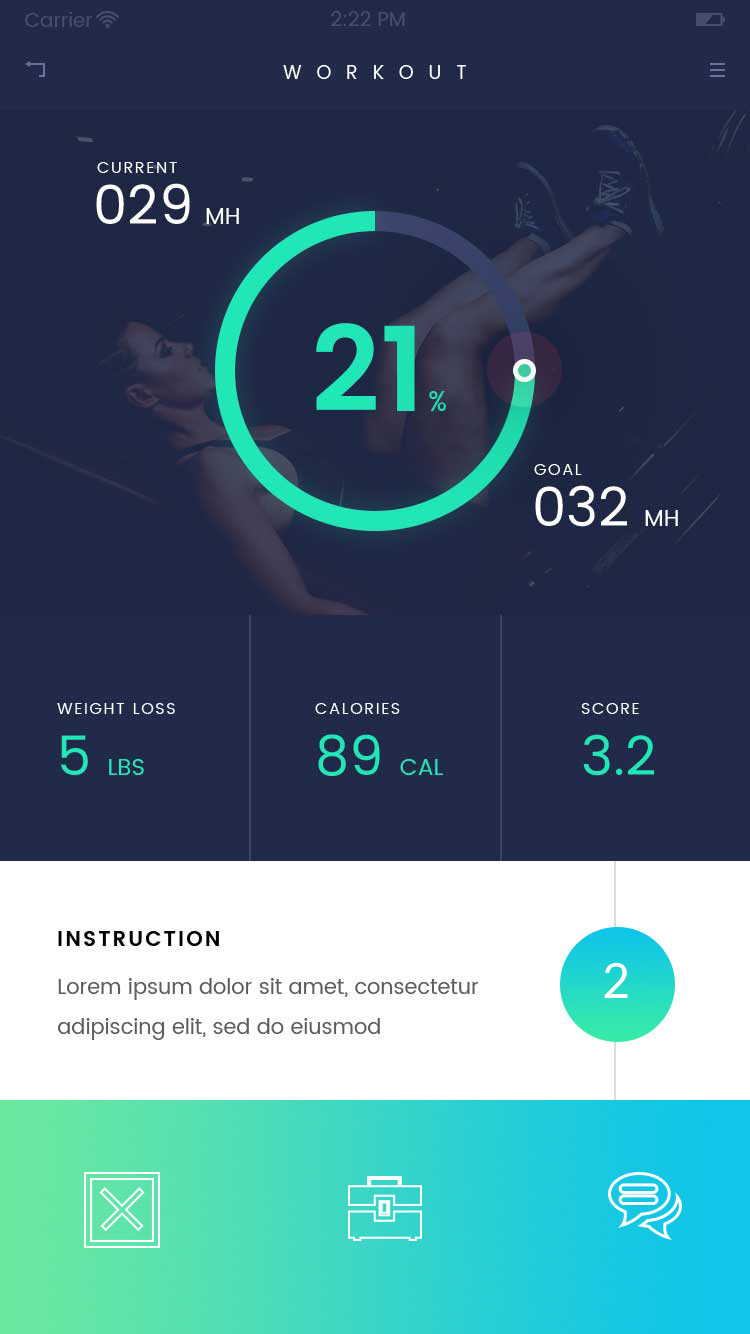 Carrier 2:22 PM
WORKOUT
CURRENT
029 MH
21%
GOAL
032 MH
WEIGHT LOSS
5 LBS
CALORIES
89 CAL
SCORE
3.2
INSTRUCTION
Lorem ipsum dolor sit amet, consectetur
adipiscing elit, sed do eiusmod
2